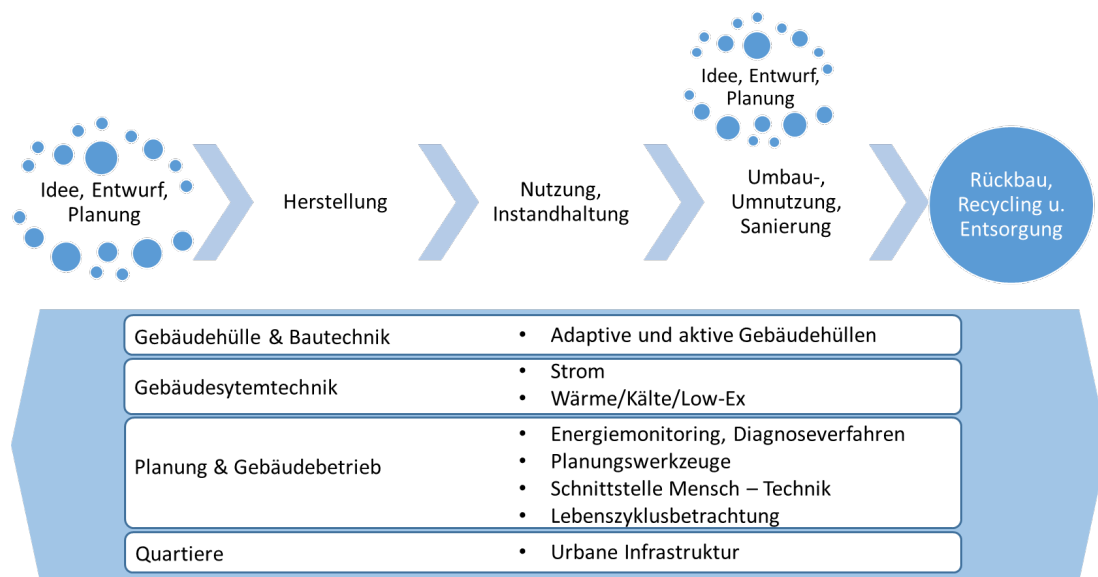 Idee, Entwurf,
Planung
Herstellung
Nutzung,
Instandhaltung
Idee, Entwurf,
Planung
Umbau-,
Umnutzung,
Sanierung
Rückbau,
Recycling u.
Entsorgung
Gebäudehülle & Bautechnik
• Adaptive und aktive Gebäudehüllen
Gebäudesytemtechnik
• Strom
• Wärme/Kälte/Low-Ex
Planung & Gebäudebetrieb
• Energiemonitoring, Diagnoseverfahren
• Planungswerkzeuge
• Schnittstelle Mensch – Technik
• Lebenszyklusbetrachtung
Quartiere
• Urbane Infrastruktur